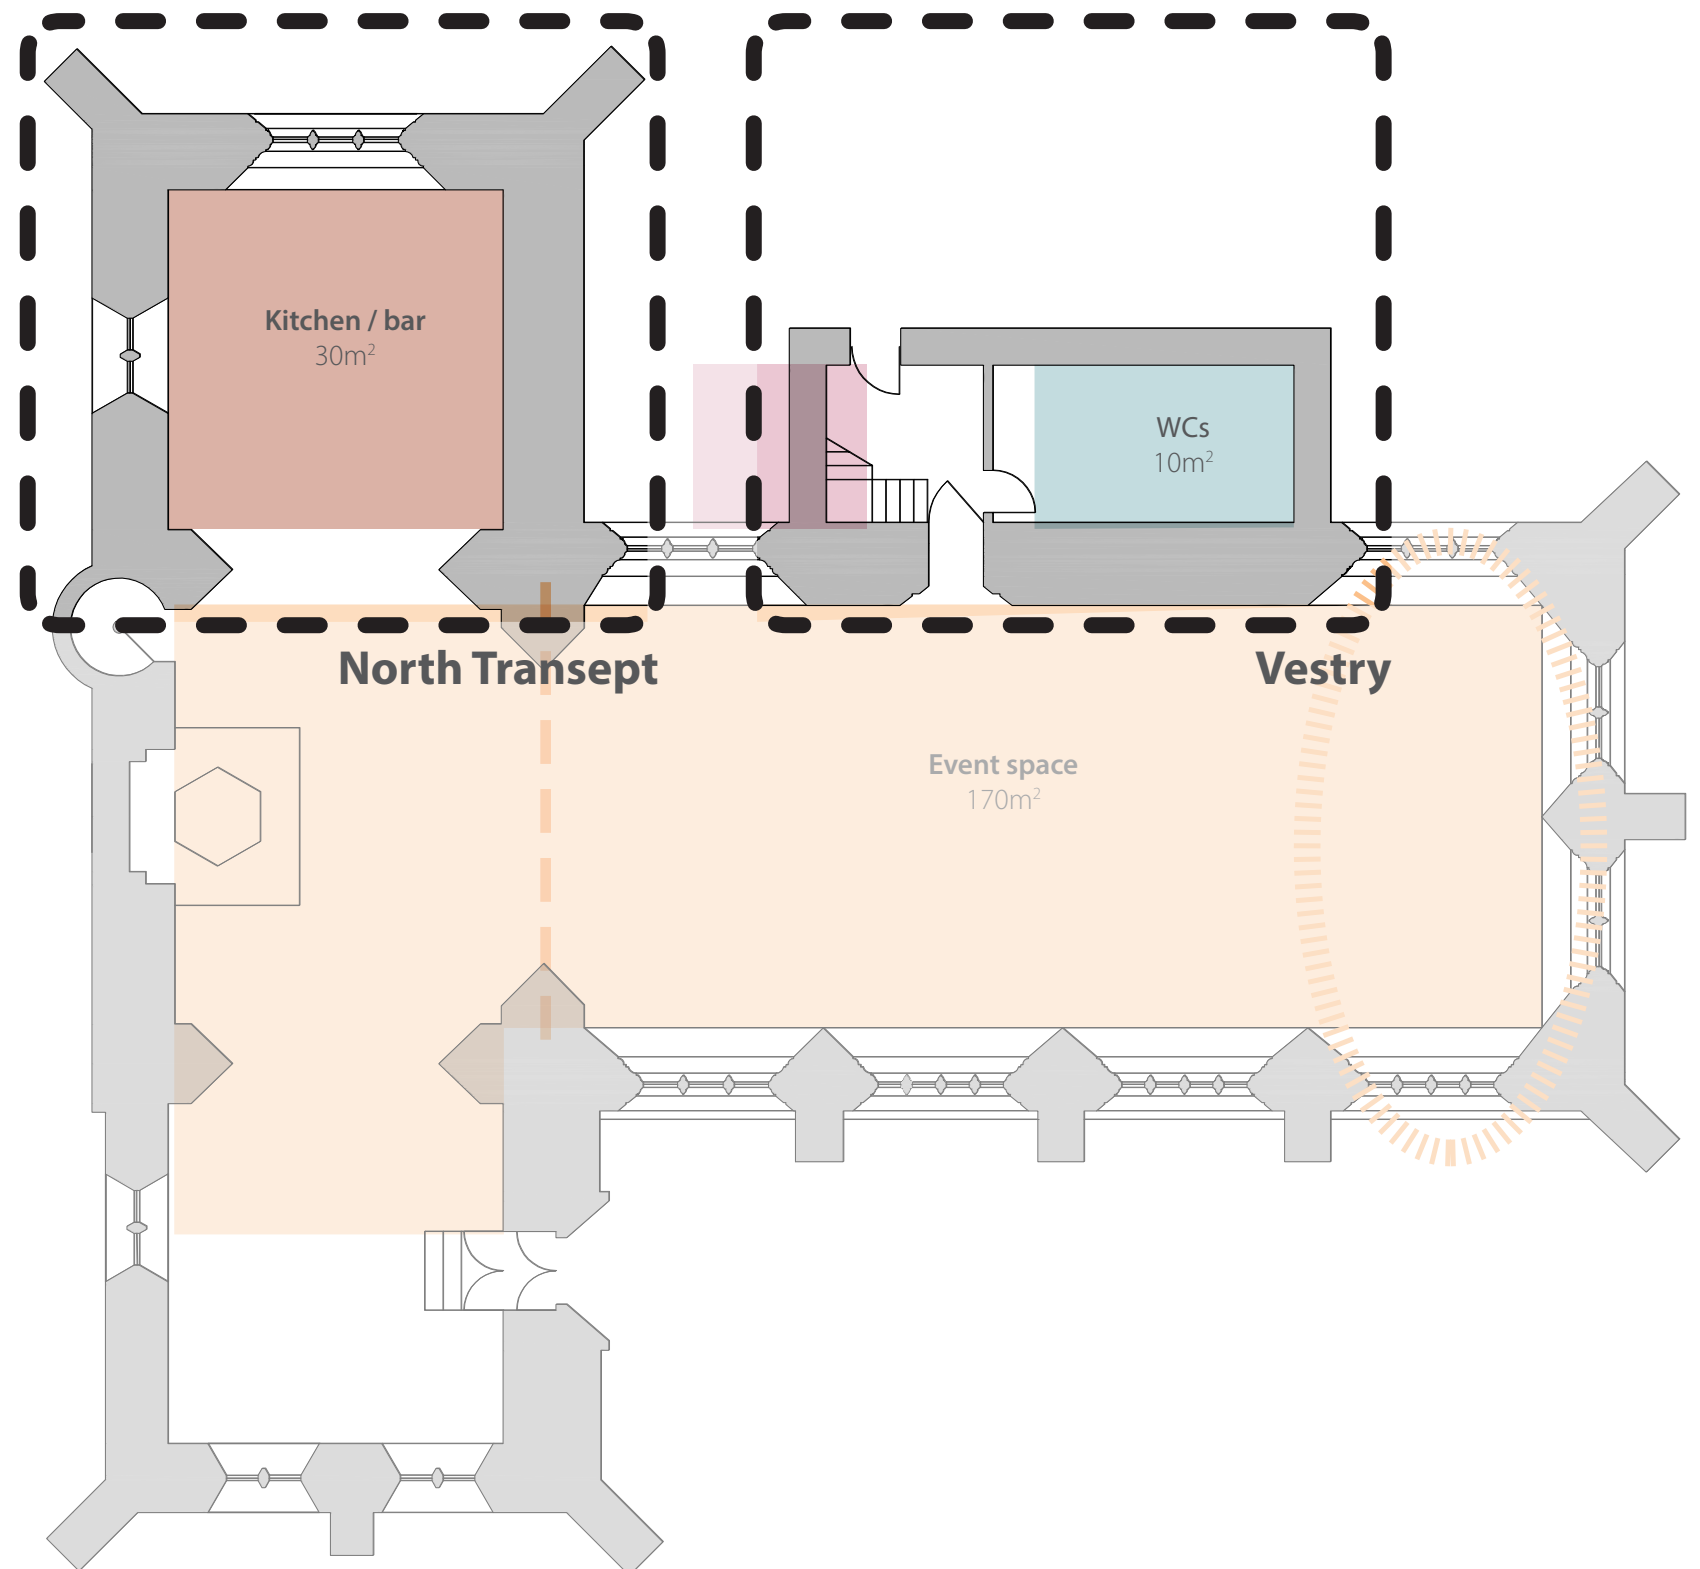 Kitchen / bar
30m²
WCs
10m²
North Transept
Vestry
Event space
170m²